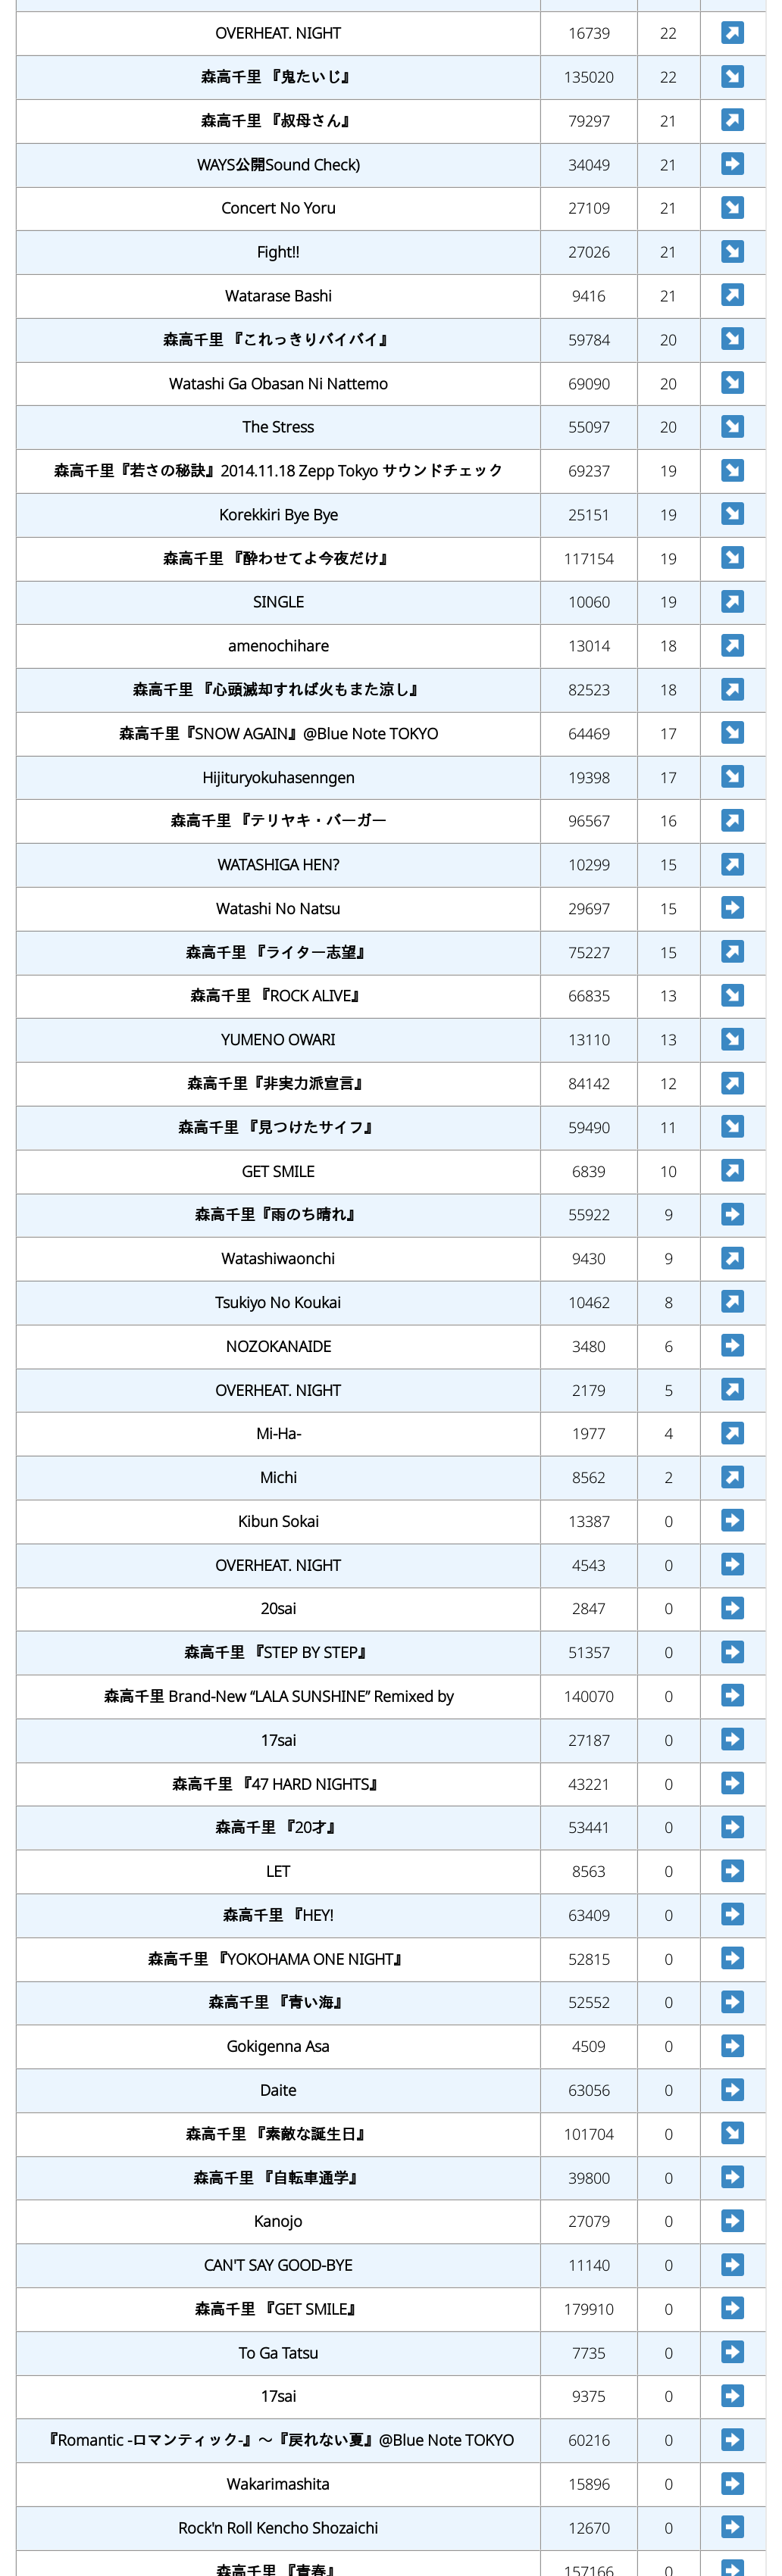 OVERHEAT. NIGHT 16739 22
森高千里 『鬼たいじ』 135020 22
森高千里 『叔母さん』 79297 21
WAYS公開Sound Check) 34049 21
Concert No Yoru 27109 21
Fight!! 27026 21
Watarase Bashi 9416 21
森高千里 『これっきりバイバイ』 59784 20
Watashi Ga Obasan Ni Nattemo 69090 20
The Stress 55097 20
森高千里『若さの秘訣』2014.11.18 Zepp Tokyo サウンドチェック 69237 19
Korekkiri Bye Bye 25151 19
森高千里 『酔わせてよ今夜だけ』 117154 19
SINGLE 10060 19
amenochihare 13014 18
森高千里 『心頭滅却すれば火もまた涼し』 82523 18
森高千里『SNOW AGAIN』@Blue Note TOKYO 64469 17
Hijituryokuhasenngen 19398 17
森高千里 『テリヤキ・バーガー 96567 16
WATASHIGA HEN? 10299 15
Watashi No Natsu 29697 15
森高千里 『ライター志望』 75227 15
森高千里 『ROCK ALIVE』 66835 13
YUMENO OWARI 13110 13
森高千里『非実力派宣言』 84142 12
森高千里 『見つけたサイフ』 59490 11
GET SMILE 6839 10
森高千里『雨のち晴れ』 55922 9
Watashiwaonchi 9430 9
Tsukiyo No Koukai 10462 8
NOZOKANAIDE 3480 6
OVERHEAT. NIGHT 2179 5
Mi-Ha- 1977 4
Michi 8562 2
Kibun Sokai 13387 0
OVERHEAT. NIGHT 4543 0
20sai 2847 0
森高千里 『STEP BY STEP』 51357 0
森高千里 Brand-New “LALA SUNSHINE” Remixed by 140070 0
17sai 27187 0
森高千里 『47 HARD NIGHTS』 43221 0
森高千里 『20才』 53441 0
LET 8563 0
森高千里 『HEY! 63409 0
森高千里 『YOKOHAMA ONE NIGHT』 52815 0
森高千里 『青い海』 52552 0
Gokigenna Asa 4509 0
Daite 63056 0
森高千里 『素敵な誕生日』 101704 0
森高千里 『自転車通学』 39800 0
Kanojo 27079 0
CAN'T SAY GOOD-BYE 11140 0
森高千里 『GET SMILE』 179910 0
To Ga Tatsu 7735 0
17sai 9375 0
『Romantic -ロマンティック-』～『戻れない夏』@Blue Note TOKYO 60216 0
Wakarimashita 15896 0
Rock'n Roll Kencho Shozaichi 12670 0
森高千里 『青春』 157166 0